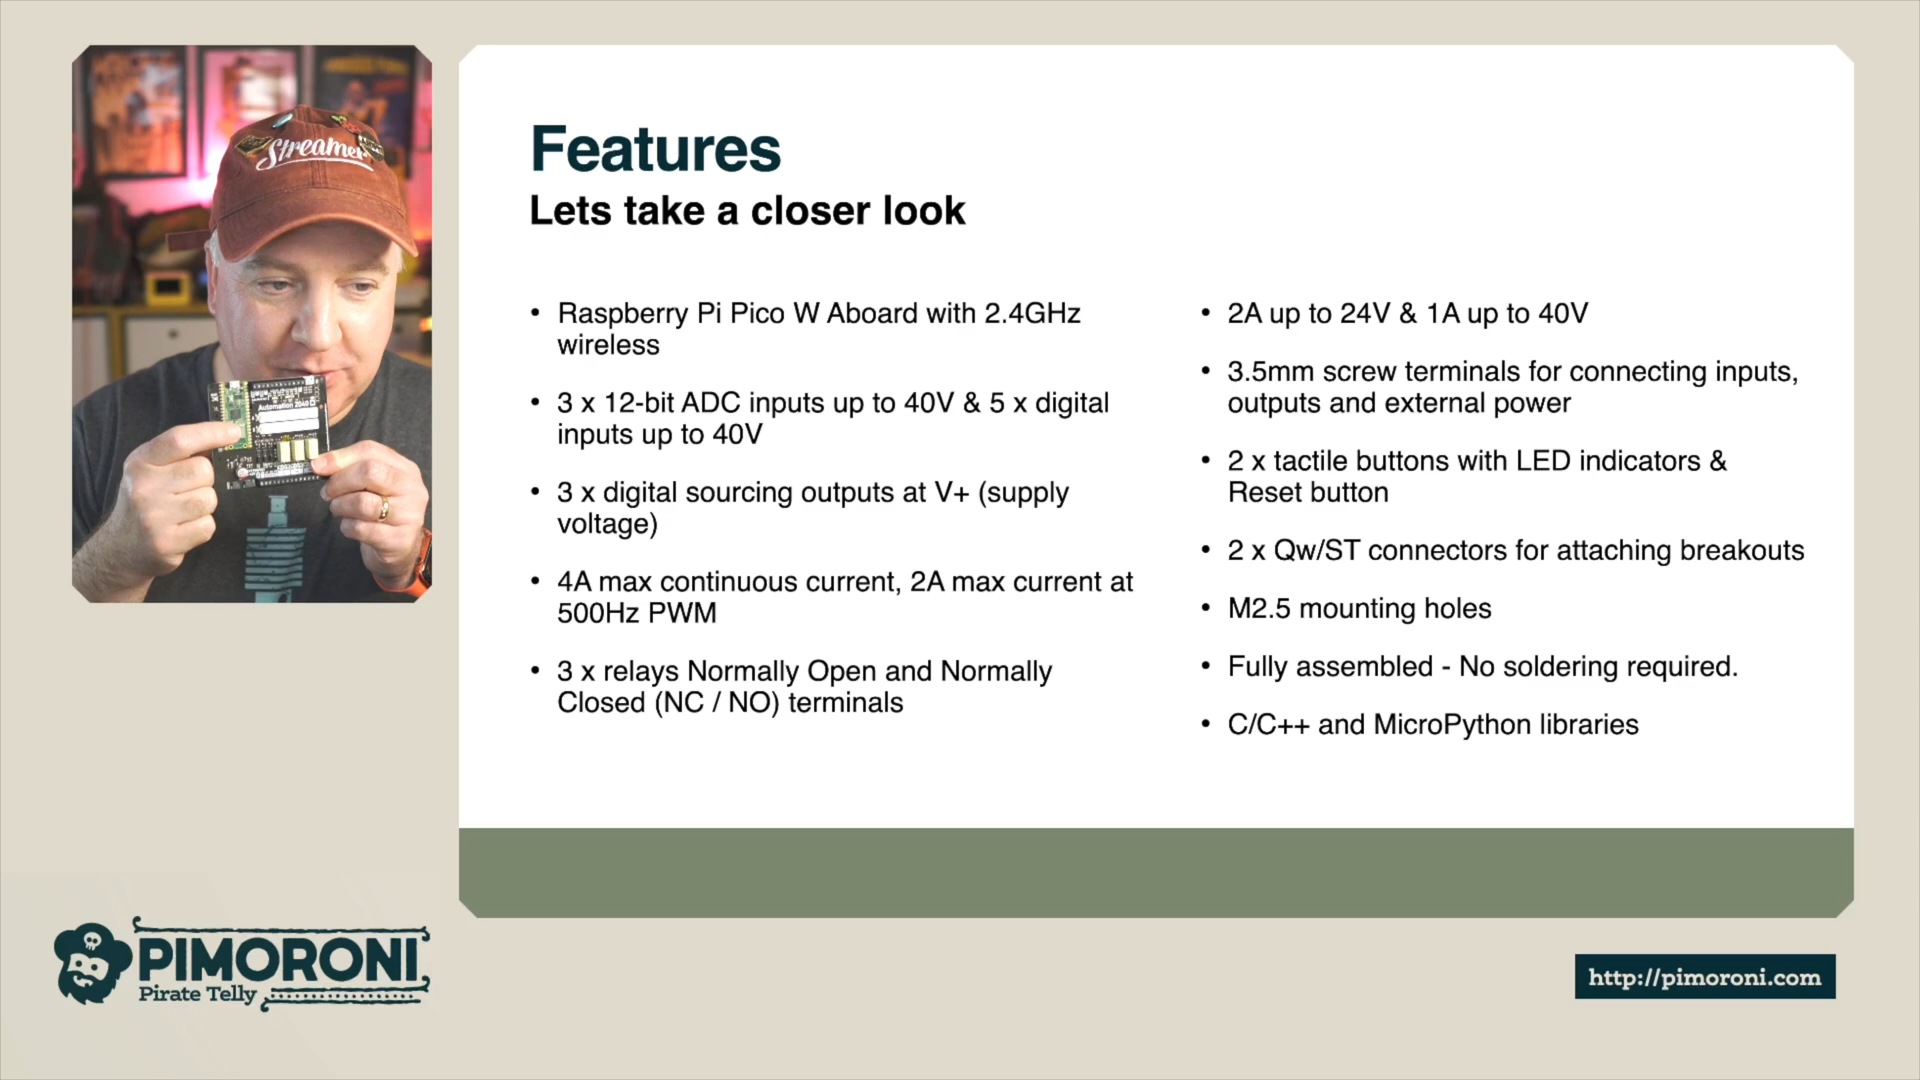 Streamer
Automation 2040
Features
Lets take a closer look
• Raspberry Pi Pico W Aboard with 2.4GHz
wireless
• 3 x 12-bit ADC inputs up to 40V & 5 x digital
inputs up to 40V
• 3 x digital sourcing outputs at V+ (supply
voltage)
• 4A max continuous current, 2A max current at
500Hz PWM
• 3 x relays Normally Open and Normally
Closed (NC / NO) terminals
• 2A up to 24V & 1A up to 40V
• 3.5mm screw terminals for connecting inputs,
outputs and external power
• 2 x tactile buttons with LED indicators &
Reset button
• 2 x Qw/ST connectors for attaching breakouts
• M2.5 mounting holes
• Fully assembled - No soldering required.
• C/C++ and MicroPython libraries
PIMORONI
Pirate Telly
http://pimoroni.com